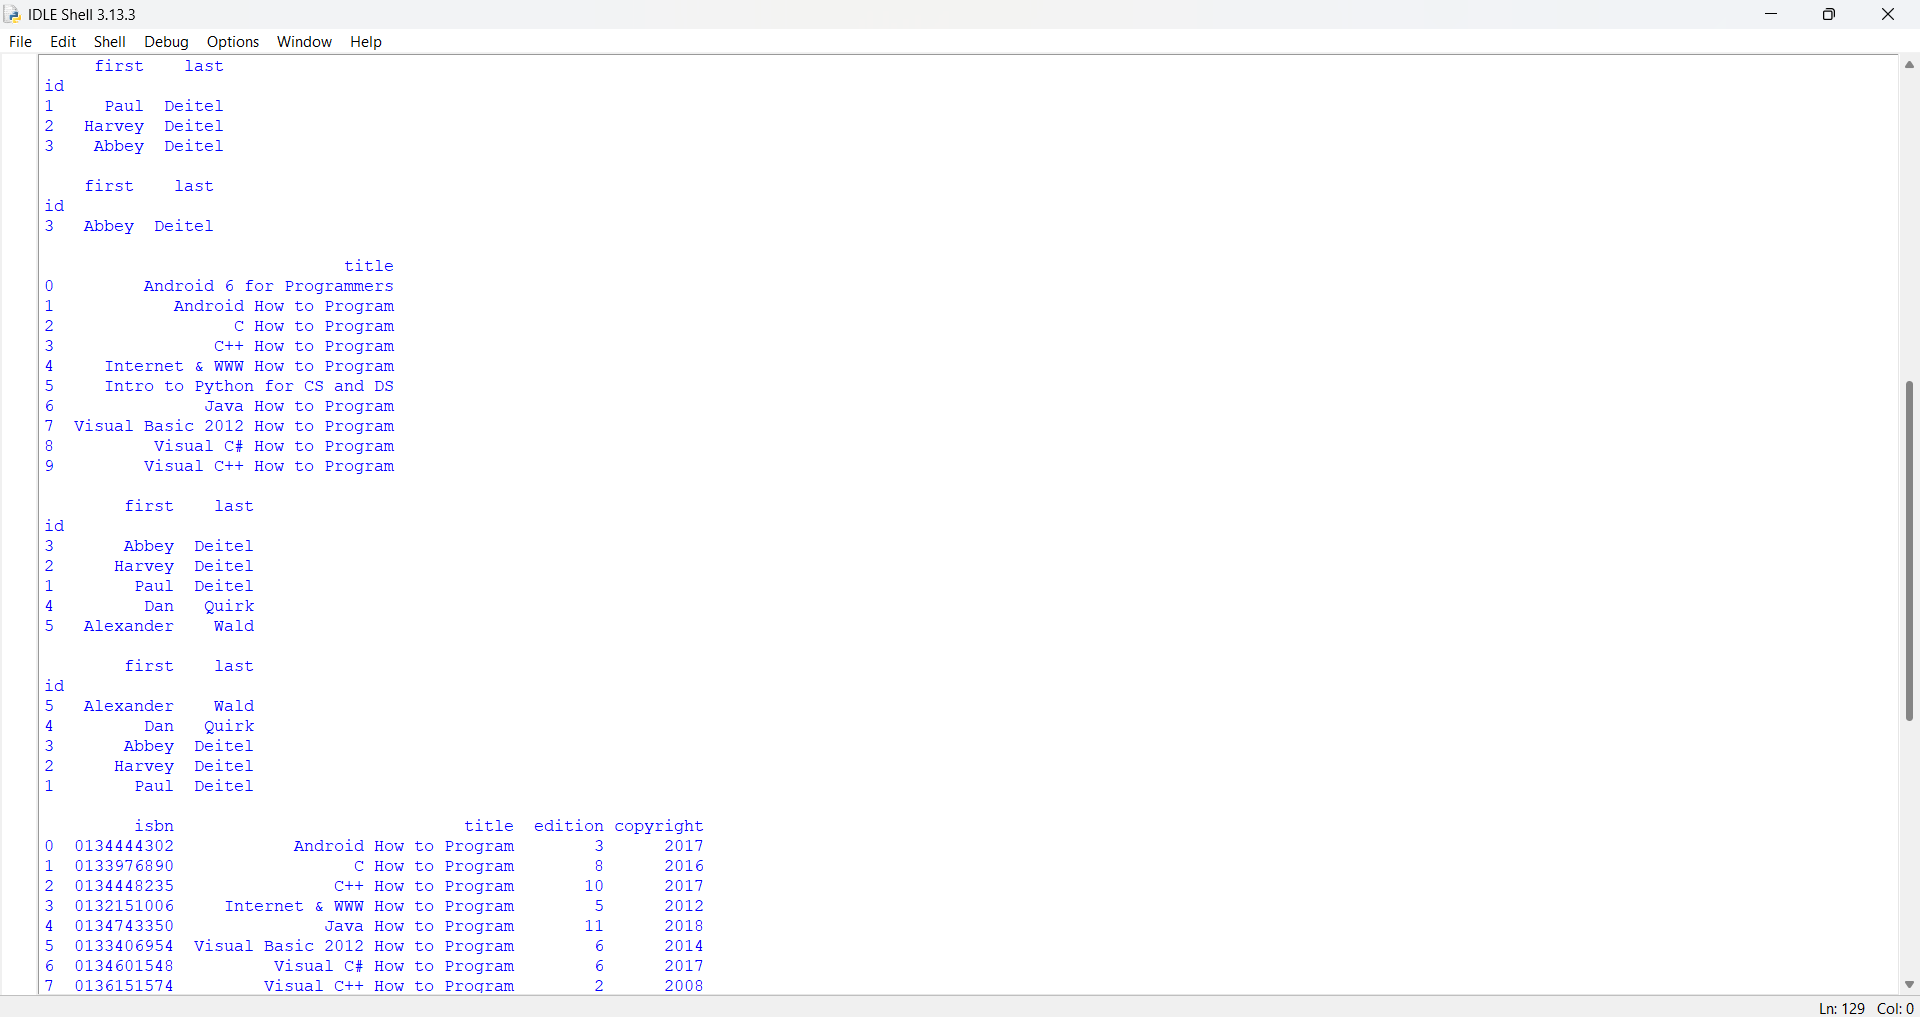 IDLE Shell 3.13.3
File Edit Shell Debug Options Window Help
     first    last
id
1     Paul  Deitel
2   Harvey  Deitel
3    Abbey  Deitel

    first    last
id
3   Abbey  Deitel

                              title
0         Android 6 for Programmers
1            Android How to Program
2                  C How to Program
3                C++ How to Program
4     Internet & WWW How to Program
5     Intro to Python for CS and DS
6               Java How to Program
7  Visual Basic 2012 How to Program
8          Visual C# How to Program
9         Visual C++ How to Program

        first    last
id
3       Abbey  Deitel
2      Harvey  Deitel
1        Paul  Deitel
4         Dan   Quirk
5   Alexander    Wald

        first    last
id
5   Alexander    Wald
4         Dan   Quirk
3       Abbey  Deitel
2      Harvey  Deitel
1        Paul  Deitel

         isbn                             title  edition copyright
0  0134444302            Android How to Program        3      2017
1  0133976890                  C How to Program        8      2016
2  0134448235                C++ How to Program       10      2017
3  0132151006     Internet & WWW How to Program        5      2012
4  0134743350               Java How to Program       11      2018
5  0133406954  Visual Basic 2012 How to Program        6      2014
6  0134601548          Visual C# How to Program        6      2017
7  0136151574         Visual C++ How to Program        2      2008
Ln: 129 Col: 0